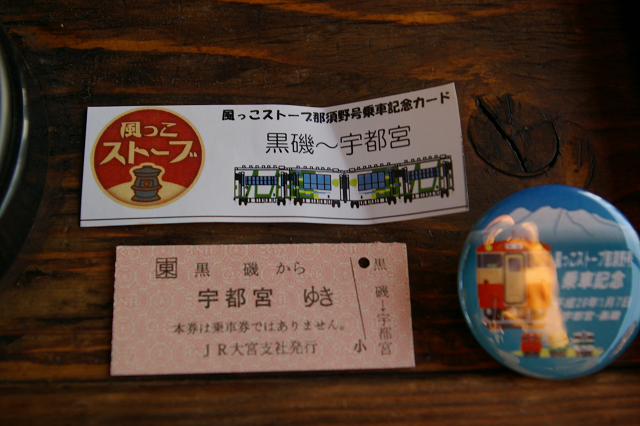 風っこストーブ那須野号乗車記念カード
黒磯～宇都宮
風っこ
ストーブ
東 黒磯から
宇都宮 ゆき
本券は乗車券ではありません。
JR大宮支社発行
黒磯→宇都宮
小
風っこストーブ那須野
乗車記念